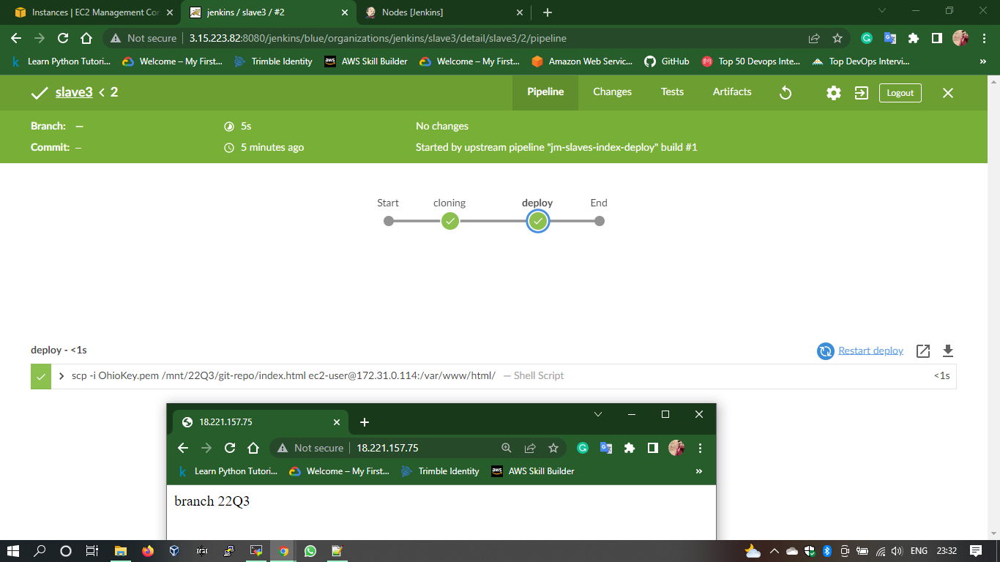 Instances | EC2 Management Con
jenkins / slave3 / #2
Nodes [Jenkins]
Not secure
3.15.223.82:8080/jenkins/blue/organizations/jenkins/slave3/detail/slave3/2/pipeline
Learn Python Tutori...
Welcome – My First...
Trimble Identity
AWS Skill Builder
Welcome – My First...
Amazon Web Servic...
GitHub
Top 50 Devops Inte...
Top DevOps Intervi...
»
slave3 < 2
Pipeline
Changes
Tests
Artifacts
Logout
Branch: —
5s
No changes
Commit: –
5 minutes ago
Started by upstream pipeline "jm-slaves-index-deploy" build #1
Start
cloning
deploy
End
deploy - <1s
Restart deploy
scp -i OhioKey.pem /mnt/22Q3/git-repo/index.html ec2-user@172.31.0.114:/var/www/html/ — Shell Script
<1s
18.221.157.75
Not secure
18.221.157.75
Learn Python Tutori...
Welcome – My First...
Trimble Identity
aws
AWS Skill Builder
»
branch 22Q3
ENG
23:32